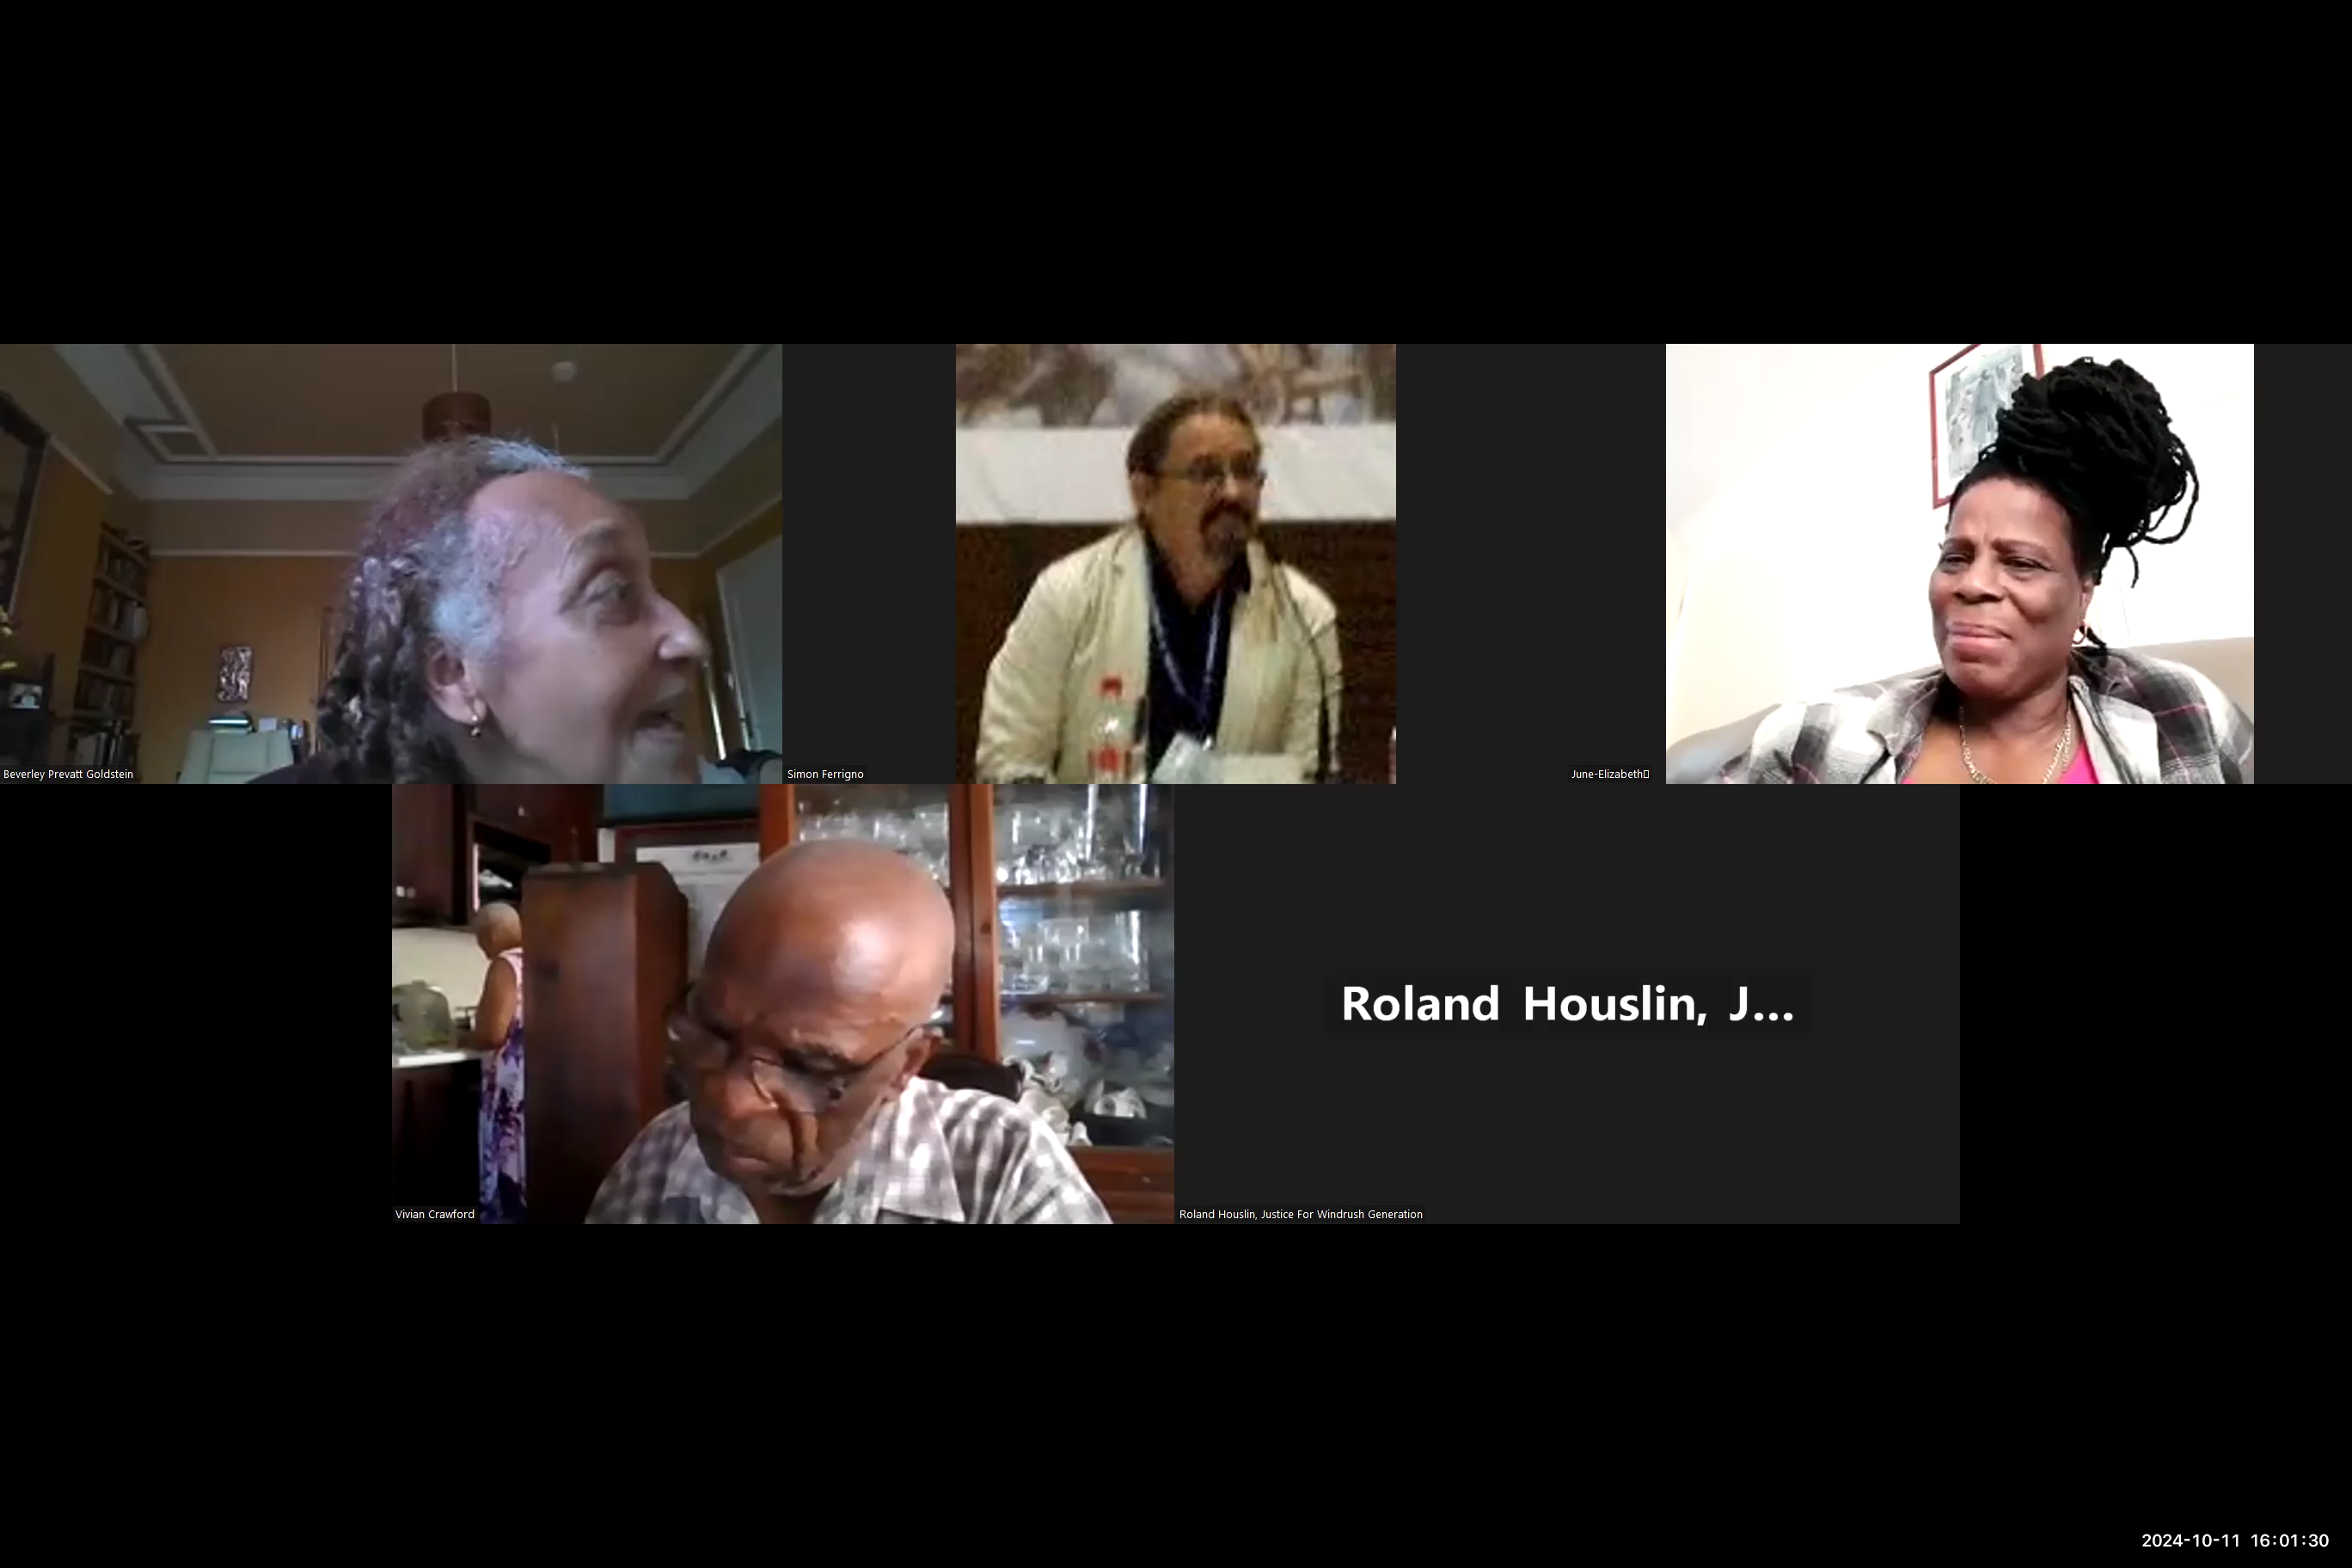 Beverley Prevatt Goldstein
Simon Ferrigno
June-Elizabeth
Vivian Crawford
Roland Houslin, J...
Roland Houslin, Justice For Windrush Generation
2024-10-11 16:01:30